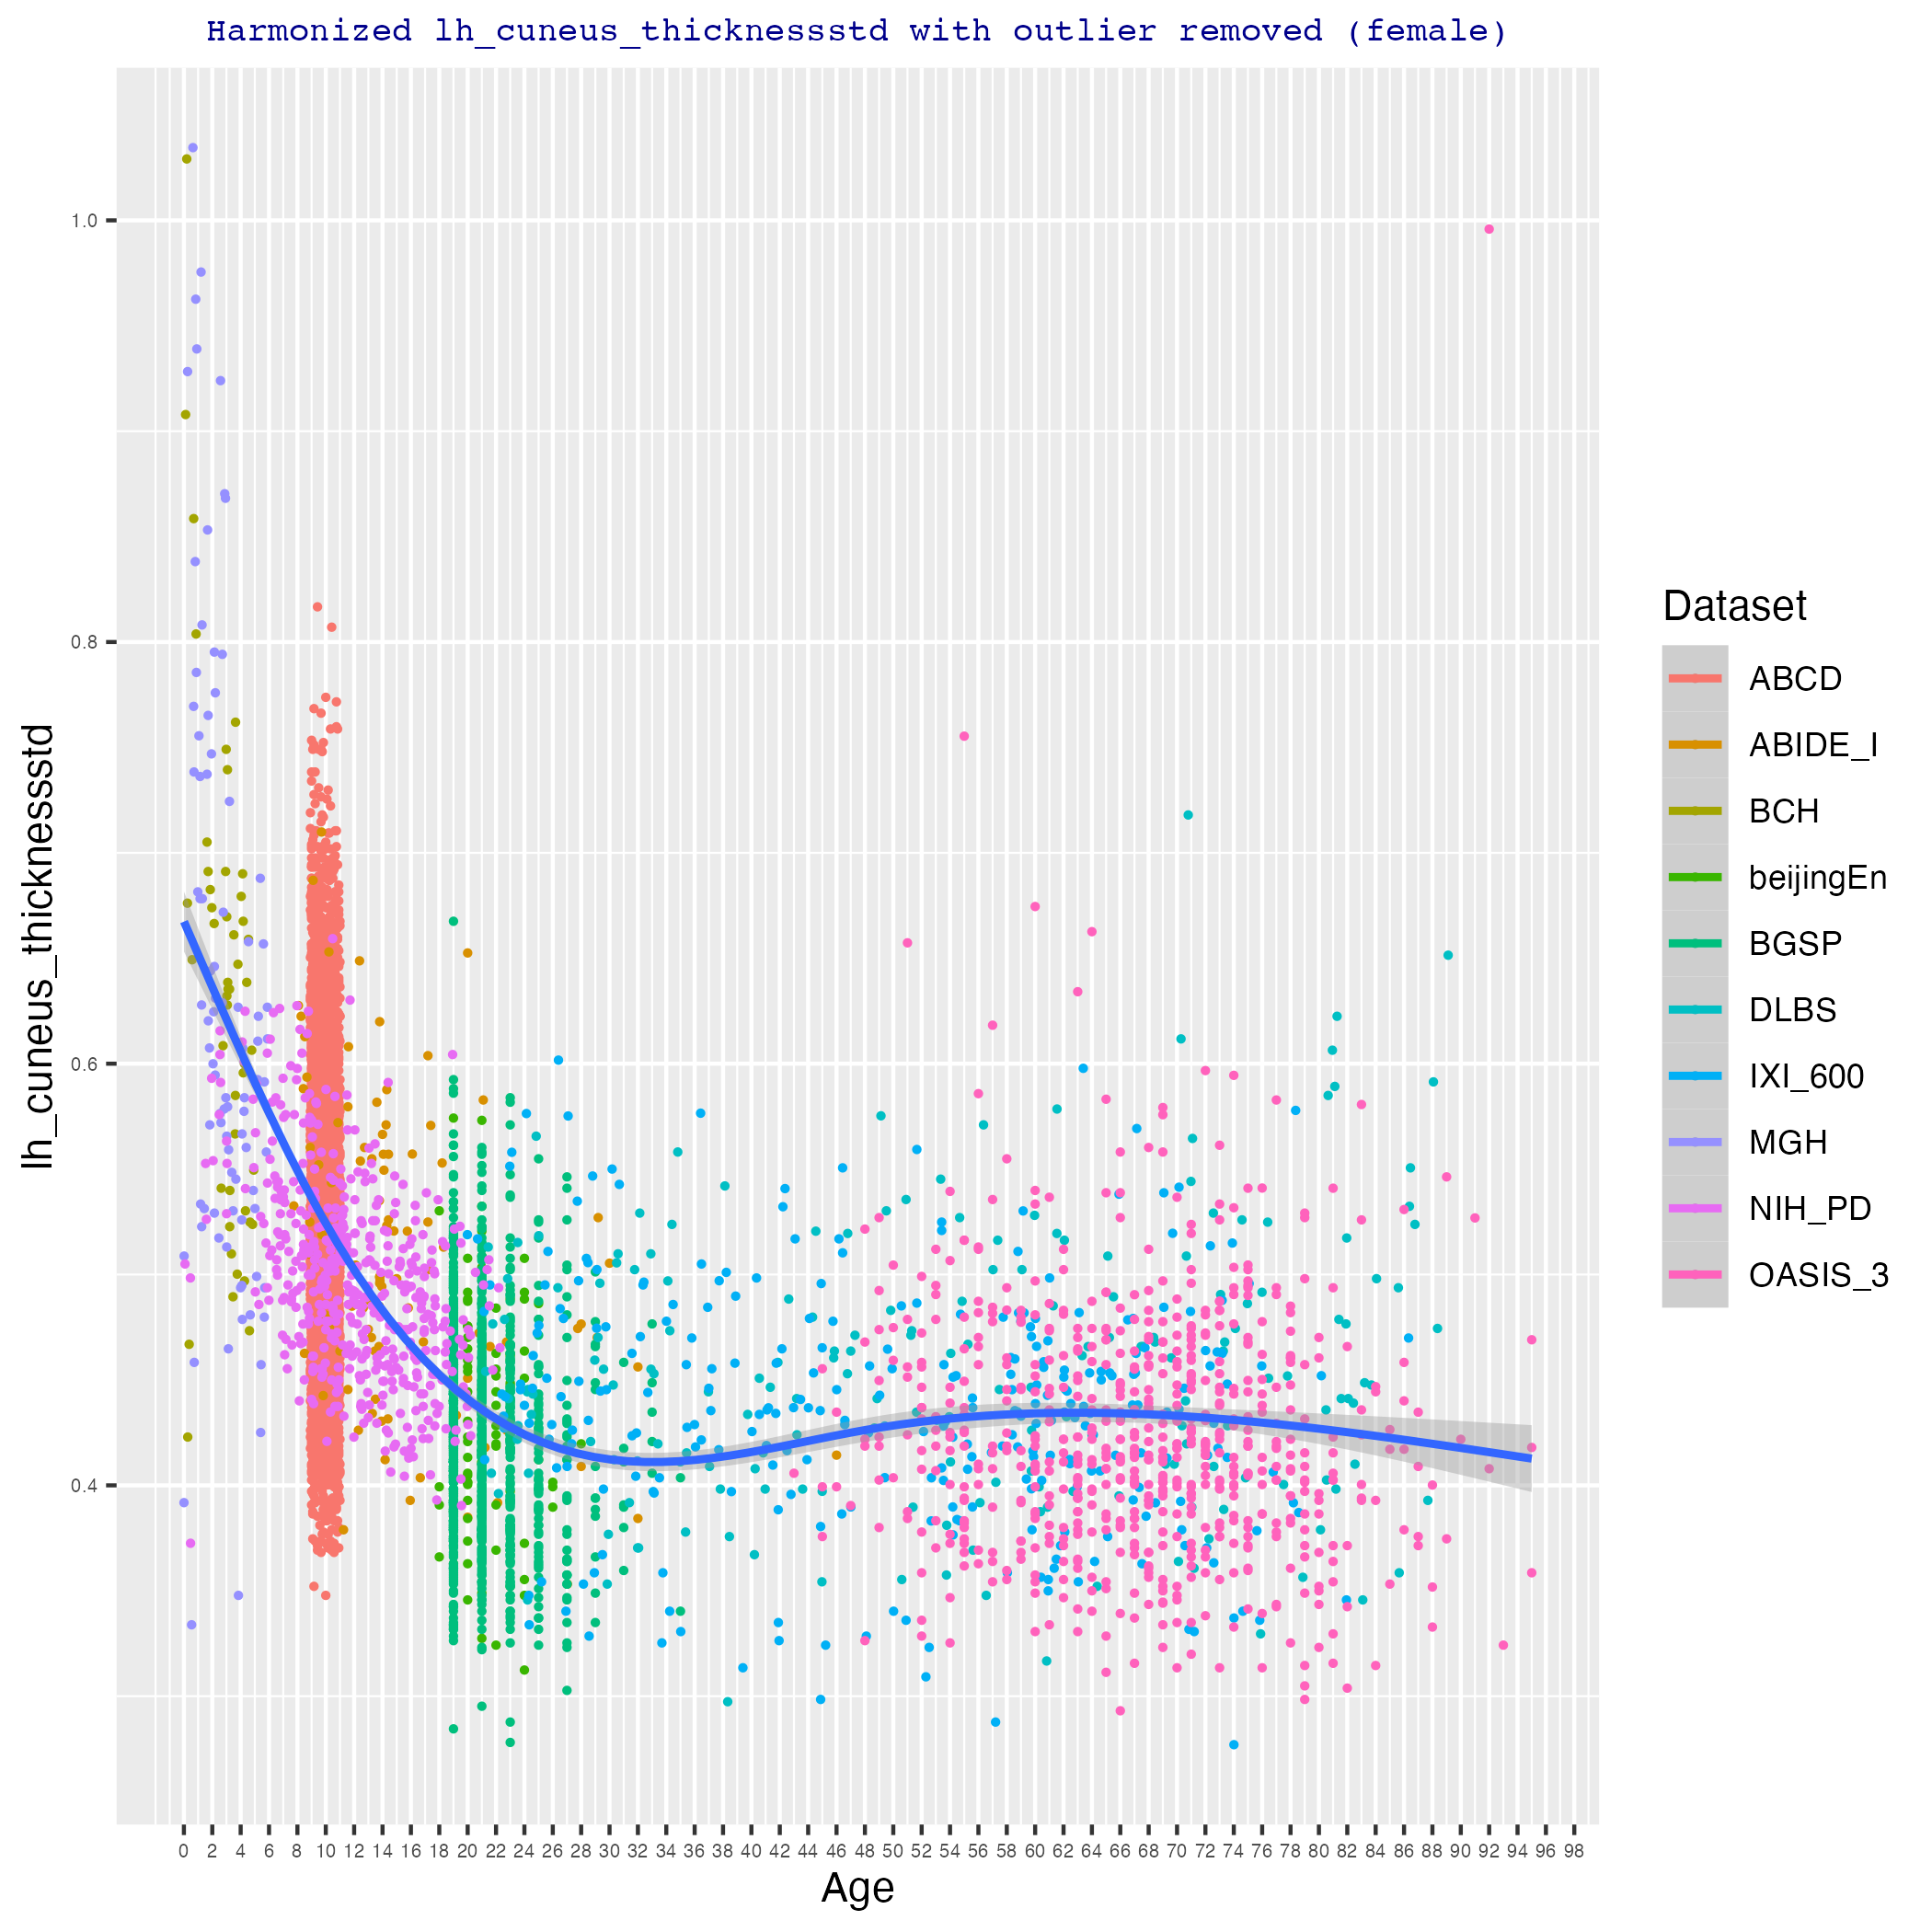 Harmonized lh_cuneus_thicknessstd with outlier removed (female)
lh_cuneus_thicknessstd
1.0
0.8
0.6
0.4
0 2 4 6 8 10 12 14 16 18 20 22 24 26 28 30 32 34 36 38 40 42 44 46 48 50 52 54 56 58 60 62 64 66 68 70 72 74 76 78 80 82 84 86 88 90 92 94 96 98
Age
Dataset
ABCD
ABIDE_I
BCH
beijingEn
BGSP
DLBS
IXI_600
MGH
NIH_PD
OASIS_3